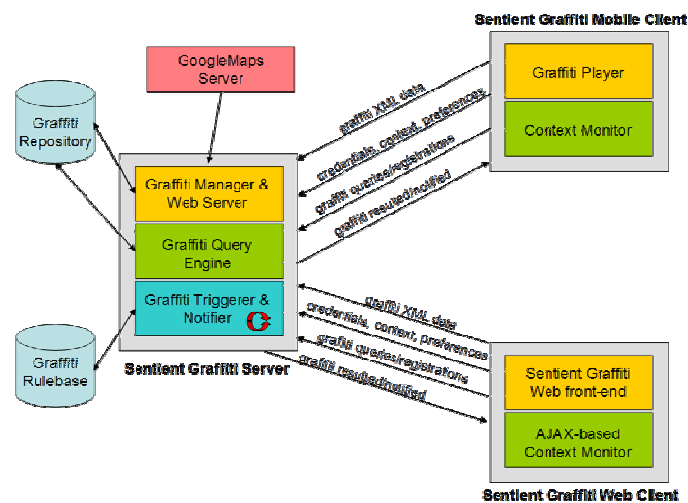 Sentient Graffiti Mobile Client
GoogleMaps
Server
Graffiti Player
Context Monitor
Graffiti
Repository
graffiti XML data
credentials, context, preferences
graffiti queries/registrations
graffiti resulted/notified
Graffiti Manager &
Web Server
Graffiti Query
Engine
Graffiti Triggerer &
Notifier
Sentient Graffiti Server
Graffiti
Rulebase
graffiti XML data
credentials, context, preferences
grafiti queries/registrations
graffiti resulted/notified
Sentient Graffiti
Web front-end
AJAX-based
Context Monitor
Sentient Graffiti Web Client